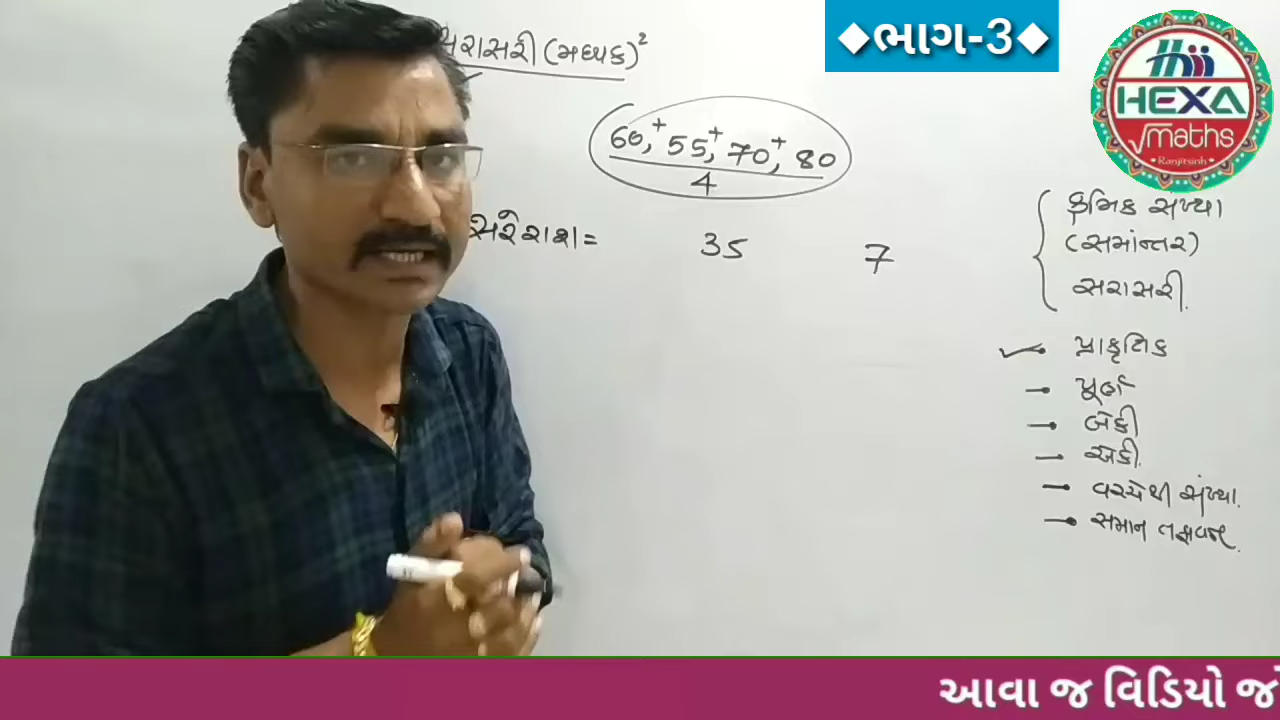 સરાસરી (મધ્યક)²
◆ભાગ-3◆
HEXA
maths
Ranjitsinh
60, + 55, + 70, + 80
4
સરેરાશ =
35
7
ક્રમિક સંખ્યા
(સમાંતર)
સરાસરી.
પ્રાકૃતિક
પૂર્ણ
બેકી
એકી.
વચ્ચેથી સંખ્યા.
સમાન તફાવત.
આવા જ વિડિયો જો